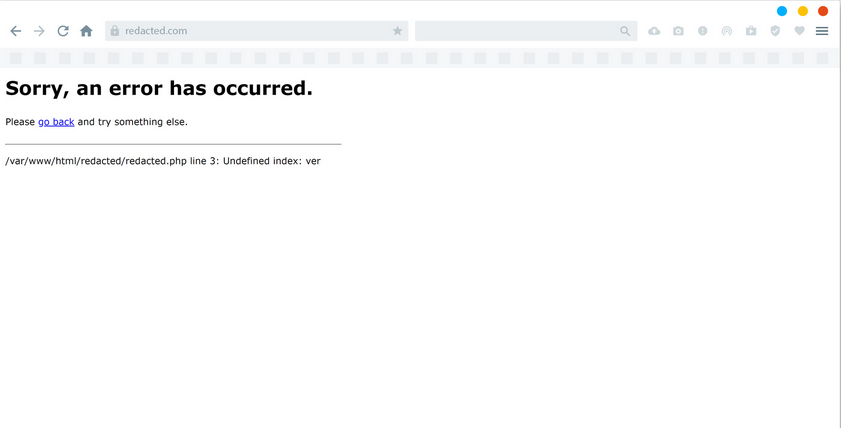 redacted.com
Sorry, an error has occurred.
Please go back and try something else.
/var/www/html/redacted/redacted.php line 3: Undefined index: ver